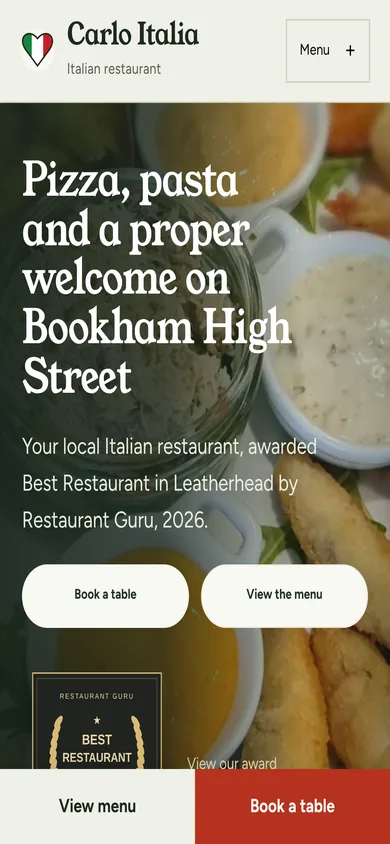 Carlo Italia
Italian restaurant
Menu +
Pizza, pasta
and a proper
welcome on
Bookham High
Street
Your local Italian restaurant, awarded
Best Restaurant in Leatherhead by
Restaurant Guru, 2026.
Book a table
View the menu
RESTAURANT GURU
BEST
RESTAURANT
View our award
View menu
Book a table